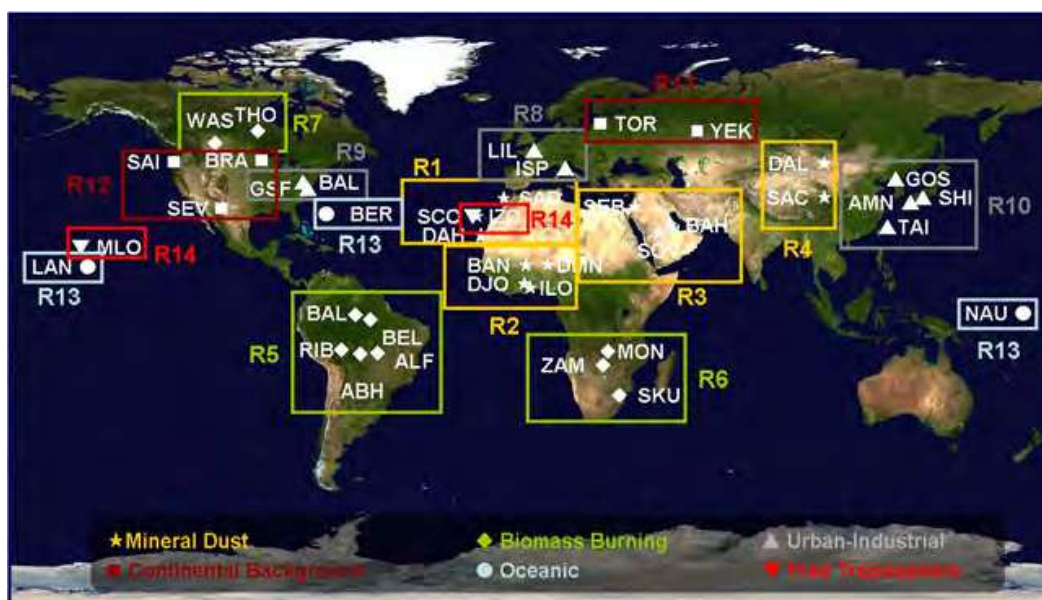 R11
WAS THO
R7
R8
TOR
YEK
LIL
ISP
DAL
SAI
BRA
R9
R1
GSF
BAL
R12
SEV
BER
R13
SCO
IZO
R14
DAH
SAC
R4
GOS
AMN
SHI
TAI
R10
BAH
R3
MLO
R14
LAN
R13
BAN
DMN
DJO
ILO
R2
BAL
BEL
RIB
ALF
ABH
R5
MON
ZAM
SKU
R6
NAU
R13
Mineral Dust
Biomass Burning
Urban-Industrial
Continental Background
Oceanic
Free Troposphere